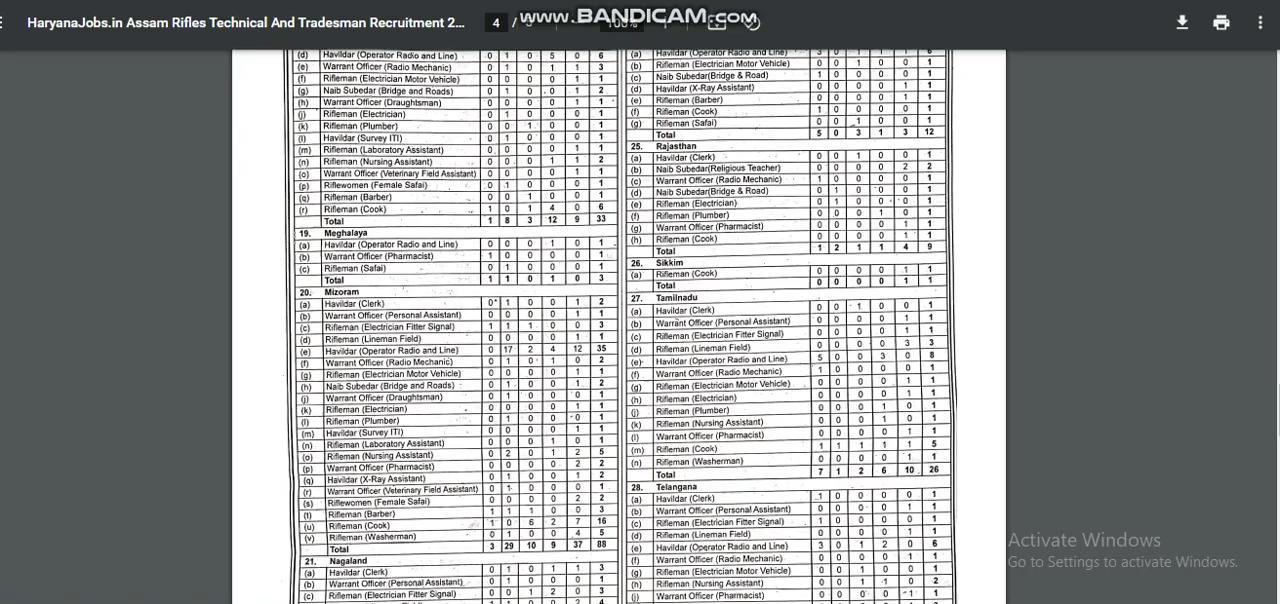 HaryanaJobs.in Assam Rifles Technical And Tradesman Recruitment 2...
4 /
www.BANDICAM.com
(d) Havildar (Operator Radio and Line) 0 1 0 5 0 6
(e) Warrant Officer (Radio Mechanic) 0 1 0 1 1 3
(f) Rifleman (Electrician Motor Vehicle) 0 0 0 0 1 1
(g) Naib Subedar (Bridge and Roads) 0 1 0 0 1 2
(h) Warrant Officer (Draughtsman) 0 0 0 0 1 1
(j) Rifleman (Electrician) 0 1 0 0 0 1
(k) Rifleman (Plumber) 0 0 1 0 0 1
(l) Havildar (Survey ITI) 0 1 0 0 0 1
(m) Rifleman (Laboratory Assistant) 0 0 0 0 1 1
(n) Rifleman (Nursing Assistant) 0 0 0 1 1 2
(o) Warrant Officer (Veterinary Field Assistant) 0 0 0 0 1 1
(p) Riflewomen (Female Safai) 0 1 0 0 0 1
(q) Rifleman (Barber) 0 0 1 0 0 1
(r) Rifleman (Cook) 1 0 1 4 0 6
Total 1 8 3 12 9 33
19. Meghalaya
(a) Havildar (Operator Radio and Line) 0 0 0 1 0 1
(b) Warrant Officer (Pharmacist) 1 0 0 0 0 1
(c) Rifleman (Safai) 0 1 0 0 0 1
Total 1 1 0 1 0 3
20. Mizoram
(a) Havildar (Clerk) 0 1 0 0 1 2
(b) Warrant Officer (Personal Assistant) 0 0 0 0 1 1
(c) Rifleman (Electrician Fitter Signal) 1 1 1 0 0 3
(d) Rifleman (Lineman Field) 0 0 0 0 1 1
(e) Havildar (Operator Radio and Line) 0 17 2 4 12 35
(f) Warrant Officer (Radio Mechanic) 0 1 0 1 0 2
(g) Rifleman (Electrician Motor Vehicle) 0 0 0 0 1 1
(h) Naib Subedar (Bridge and Roads) 0 1 0 0 1 2
(j) Warrant Officer (Draughtsman) 0 1 0 0 0 1
(k) Rifleman (Electrician) 0 0 0 0 1 1
(l) Rifleman (Plumber) 0 1 0 0 0 1
(m) Havildar (Survey ITI) 0 0 0 0 1 1
(n) Rifleman (Laboratory Assistant) 0 0 0 1 0 1
(o) Rifleman (Nursing Assistant) 0 2 0 1 2 5
(p) Warrant Officer (Pharmacist) 0 0 0 0 2 2
(q) Havildar (X-Ray Assistant) 0 1 0 0 1 2
(r) Warrant Officer (Veterinary Field Assistant) 0 1 0 0 0 1
(s) Riflewomen (Female Safai) 0 0 0 0 2 2
(t) Rifleman (Barber) 1 1 1 0 0 3
(u) Rifleman (Cook) 1 0 6 2 7 16
(v) Rifleman (Washerman) 0 1 0 0 4 5
Total 3 29 10 9 37 88
21. Nagaland
(a) Havildar (Clerk) 0 1 0 1 1 3
(b) Warrant Officer (Personal Assistant) 0 1 0 0 0 1
(c) Rifleman (Electrician Fitter Signal) 0 0 1 2 0 3
(a) Havildar (Operator Radio and Line)
(b) Rifleman (Electrician Motor Vehicle) 0 0 1 0 0 1
(c) Naib Subedar(Bridge & Road) 1 0 0 0 0 1
(d) Havildar (X-Ray Assistant) 0 0 0 0 1 1
(e) Rifleman (Barber) 0 0 0 0 1 1
(f) Rifleman (Cook) 1 0 0 0 0 1
(g) Rifleman (Safai) 0 0 1 0 0 1
Total 5 0 3 1 3 12
25. Rajasthan
(a) Havildar (Clerk) 0 0 1 0 0 1
(b) Naib Subedar(Religious Teacher) 0 0 0 0 2 2
(c) Warrant Officer (Radio Mechanic) 1 0 0 0 0 1
(d) Naib Subedar(Bridge & Road) 0 1 0 0 0 1
(e) Rifleman (Electrician) 0 1 0 0 0 1
(f) Rifleman (Plumber) 0 0 0 1 0 1
(g) Warrant Officer (Pharmacist) 0 0 0 0 1 1
(h) Rifleman (Cook) 0 0 0 0 1 1
Total 1 2 1 1 4 9
26. Sikkim
(a) Rifleman (Cook) 0 0 0 0 1 1
Total 0 0 0 0 1 1
27. Tamilnadu
(a) Havildar (Clerk) 0 0 1 0 0 1
(b) Warrant Officer (Personal Assistant) 0 0 0 0 1 1
(c) Rifleman (Electrician Fitter Signal) 0 0 0 0 1 1
(d) Rifleman (Lineman Field) 0 0 0 0 3 3
(e) Havildar (Operator Radio and Line) 5 0 0 3 0 8
(f) Warrant Officer (Radio Mechanic) 1 0 0 0 0 1
(g) Rifleman (Electrician Motor Vehicle) 0 0 0 0 1 1
(h) Rifleman (Electrician) 0 0 0 0 1 1
(j) Rifleman (Plumber) 0 0 0 1 0 1
(k) Rifleman (Nursing Assistant) 0 0 0 1 0 1
(l) Warrant Officer (Pharmacist) 0 0 0 0 1 1
(m) Rifleman (Cook) 1 1 1 1 1 5
(n) Rifleman (Washerman) 0 0 0 0 1 1
Total 7 1 2 6 10 26
28. Telangana
(a) Havildar (Clerk) 1 0 0 0 0 1
(b) Warrant Officer (Personal Assistant) 0 0 0 0 1 1
(c) Rifleman (Electrician Fitter Signal) 1 0 0 0 0 1
(d) Rifleman (Lineman Field) 0 0 0 0 1 1
(e) Havildar (Operator Radio and Line) 3 0 1 2 0 6
(f) Warrant Officer (Radio Mechanic) 0 0 0 0 1 1
(g) Rifleman (Electrician Motor Vehicle) 0 0 1 0 0 1
(h) Rifleman (Nursing Assistant) 0 0 1 1 0 2
(j) Warrant Officer (Pharmacist) 0 0 0 0 1 1
Activate Windows
Go to Settings to activate Windows.